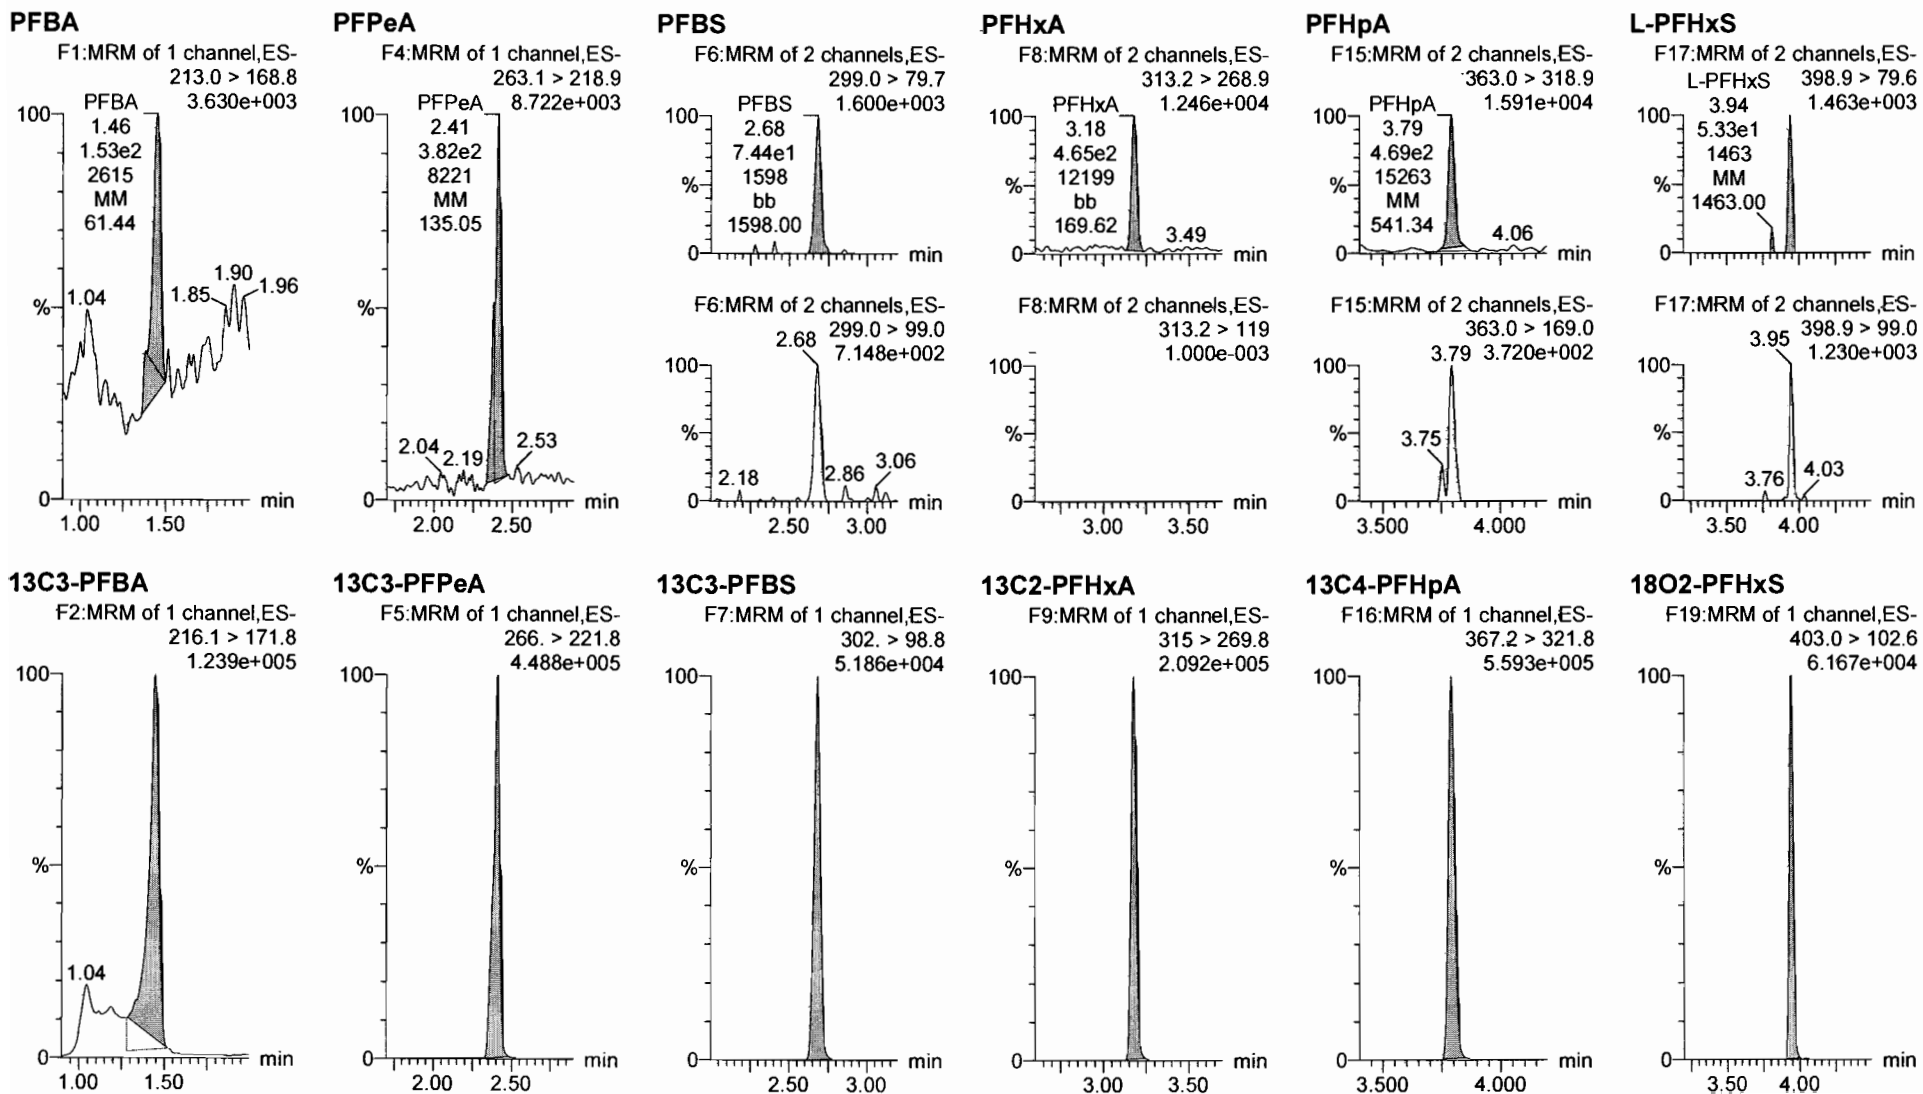 PFBA
F1:MRM of 1 channel,ES-
213.0 > 168.8
3.630e+003
100
PFBA
1.46
1.53e2
2615
MM
61.44
1.04
1.85
1.90
1.96
%
0
min
1.00 1.50
PFPeA
F4:MRM of 1 channel,ES-
263.1 > 218.9
8.722e+003
100
PFPeA
2.41
3.82e2
8221
MM
135.05
%
2.04
2.19
2.53
0
min
2.00 2.50
PFBS
F6:MRM of 2 channels,ES-
299.0 > 79.7
1.600e+003
100
PFBS
2.68
7.44e1
1598
bb
1598.00
%
0
min
F6:MRM of 2 channels,ES-
299.0 > 99.0
7.148e+002
2.68
100
%
2.18
2.86
3.06
0
min
2.50 3.00
PFHxA
F8:MRM of 2 channels,ES-
313.2 > 268.9
1.246e+004
100
PFHxA
3.18
4.65e2
12199
bb
169.62
%
3.49
0
min
F8:MRM of 2 channels,ES-
313.2 > 119
1.000e-003
100
%
0
min
3.00 3.50
PFHpA
F15:MRM of 2 channels,ES-
363.0 > 318.9
1.591e+004
100
PFHpA
3.79
4.69e2
15263
MM
541.34
%
4.06
0
min
F15:MRM of 2 channels,ES-
363.0 > 169.0
3.79 3.720e+002
100
%
3.75
0
min
3.500 4.000
L-PFHxS
F17:MRM of 2 channels,ES-
398.9 > 79.6
1.463e+003
100
L-PFHxS
3.94
5.33e1
1463
MM
1463.00
%
0
min
F17:MRM of 2 channels,ES-
398.9 > 99.0
1.230e+003
3.95
100
%
3.76
4.03
0
min
3.50 4.00
13C3-PFBA
F2:MRM of 1 channel,ES-
216.1 > 171.8
1.239e+005
100
%
1.04
0
min
1.00 1.50
13C3-PFPeA
F5:MRM of 1 channel,ES-
266. > 221.8
4.488e+005
100
%
0
min
2.00 2.50
13C3-PFBS
F7:MRM of 1 channel,ES-
302. > 98.8
5.186e+004
100
%
0
min
2.50 3.00
13C2-PFHxA
F9:MRM of 1 channel,ES-
315 > 269.8
2.092e+005
100
%
0
min
3.00 3.50
13C4-PFHpA
F16:MRM of 1 channel,ES-
367.2 > 321.8
5.593e+005
100
%
0
min
3.500 4.000
18O2-PFHxS
F19:MRM of 1 channel,ES-
403.0 > 102.6
6.167e+004
100
%
0
min
3.50 4.00